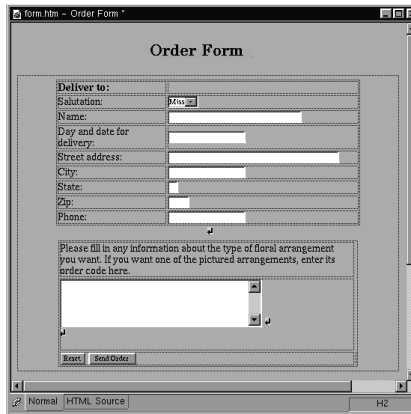 form.htm – Order Form *
Order Form
Deliver to:
Salutation: Miss
Name:
Day and date for
delivery:
Street address:
City:
State:
Zip:
Phone:
Please fill in any information about the type of floral arrangement
you want. If you want one of the pictured arrangements, enter its
order code here.
Reset Send Order
Normal HTML Source H2